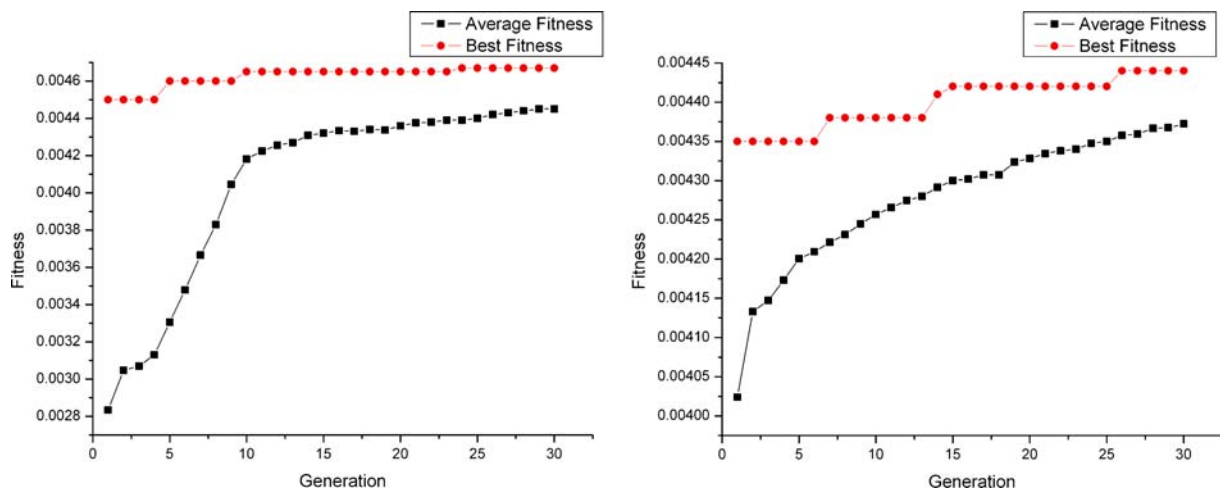 Average Fitness
Best Fitness
0.0046
0.0044
0.0042
0.0040
0.0038
0.0036
0.0034
0.0032
0.0030
0.0028
Fitness
0 5 10 15 20 25 30
Generation
Average Fitness
Best Fitness
0.00445
0.00440
0.00435
0.00430
0.00425
0.00420
0.00415
0.00410
0.00405
0.00400
Fitness
0 5 10 15 20 25 30
Generation